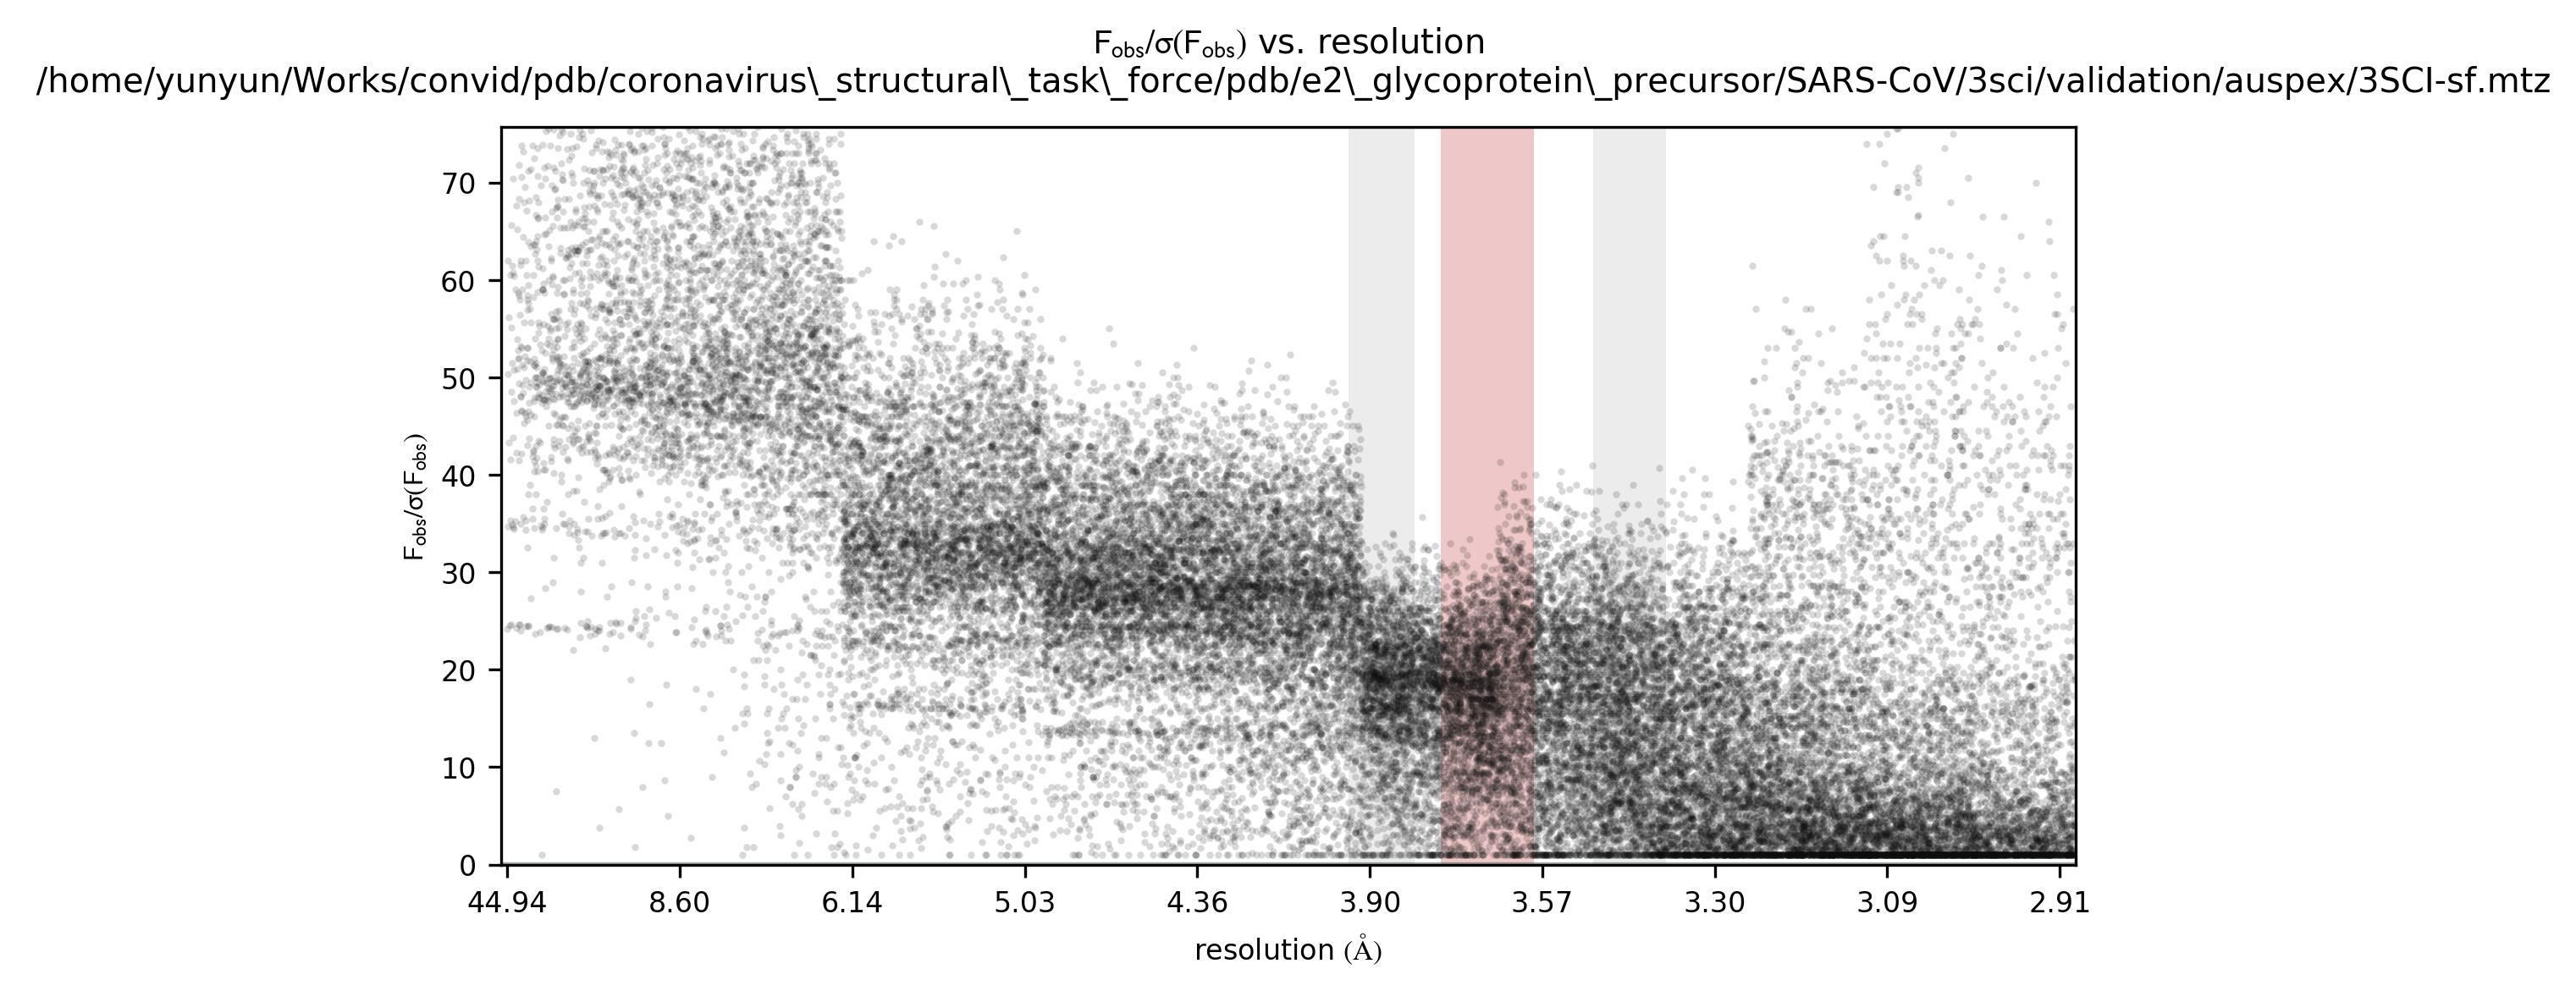 Fobs/σ(Fobs) vs. resolution
/home/yunyun/Works/convid/pdb/coronavirus\_structural\_task\_force/pdb/e2\_glycoprotein\_precursor/SARS-CoV/3sci/validation/auspex/3SCI-sf.mtz
70
60
50
40
30
20
10
0
Fobs/σ(Fobs)
44.94 8.60 6.14 5.03 4.36 3.90 3.57 3.30 3.09 2.91
resolution (Å)